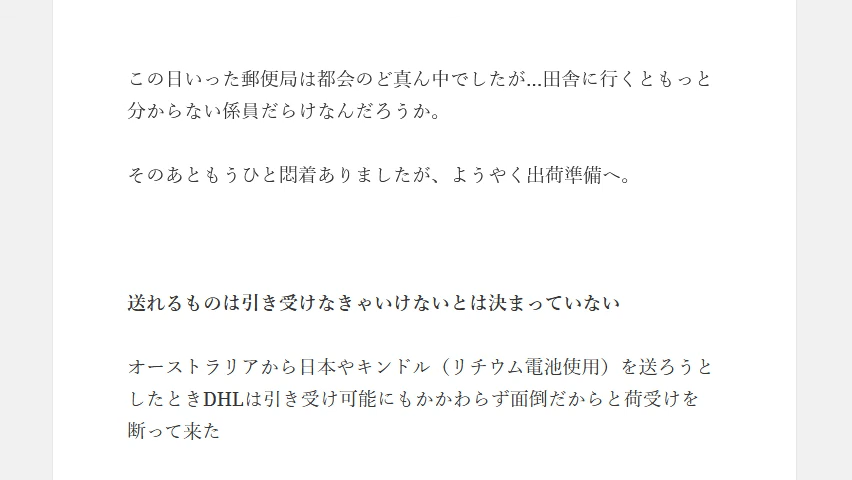 この日いった郵便局は都会のど真ん中でしたが...田舎に行くともっと
分からない係員だらけなんだろうか。
そのあともうひと悶着ありましたが、ようやく出荷準備へ。
送れるものは引き受けなきゃいけないとは決まっていない
オーストラリアから日本やキンドル（リチウム電池使用）を送ろうと
したときDHLは引き受け可能にもかかわらず面倒だからと荷受けを
断って来た